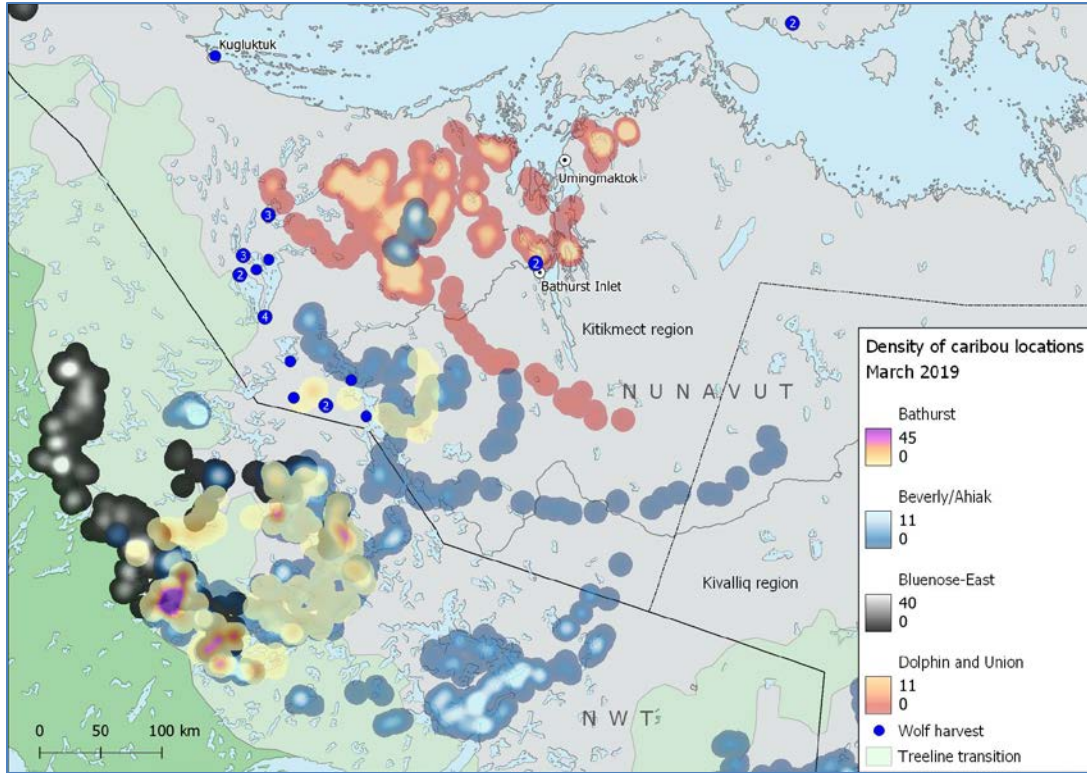 2
Kugluktuk
Umingmaktok
3
3
2
2
Bathurst Inlet
4
Kitikmeot region
NUNAVUT
2
Kivalliq region
NWT
0 50 100 km
Density of caribou locations
March 2019
Bathurst
45
0
Beverly/Ahiak
11
0
Bluenose-East
40
0
Dolphin and Union
11
0
Wolf harvest
Treeline transition